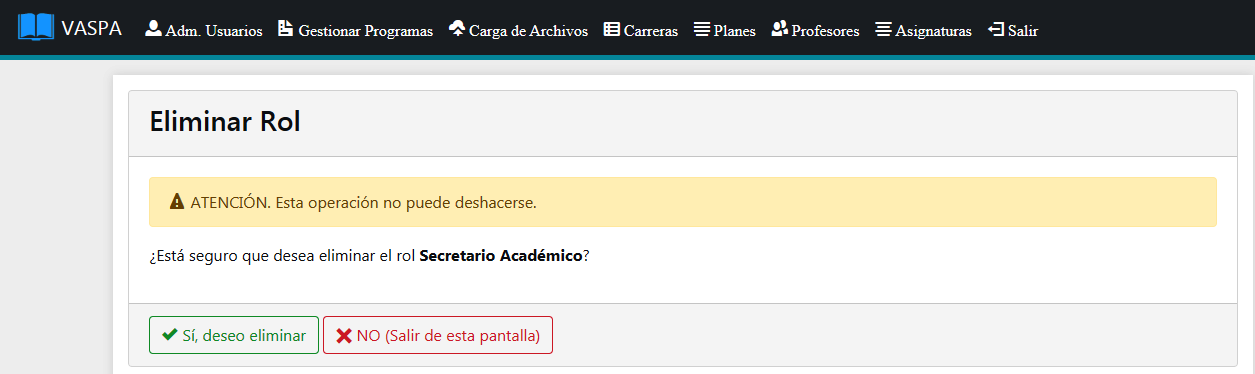 VASPA Adm. Usuarios Gestionar Programas Carga de Archivos Carreras Planes Profesores Asignaturas Salir
Eliminar Rol
ATENCIÓN. Esta operación no puede deshacerse.
¿Está seguro que desea eliminar el rol Secretario Académico?
Sí, deseo eliminar NO (Salir de esta pantalla)